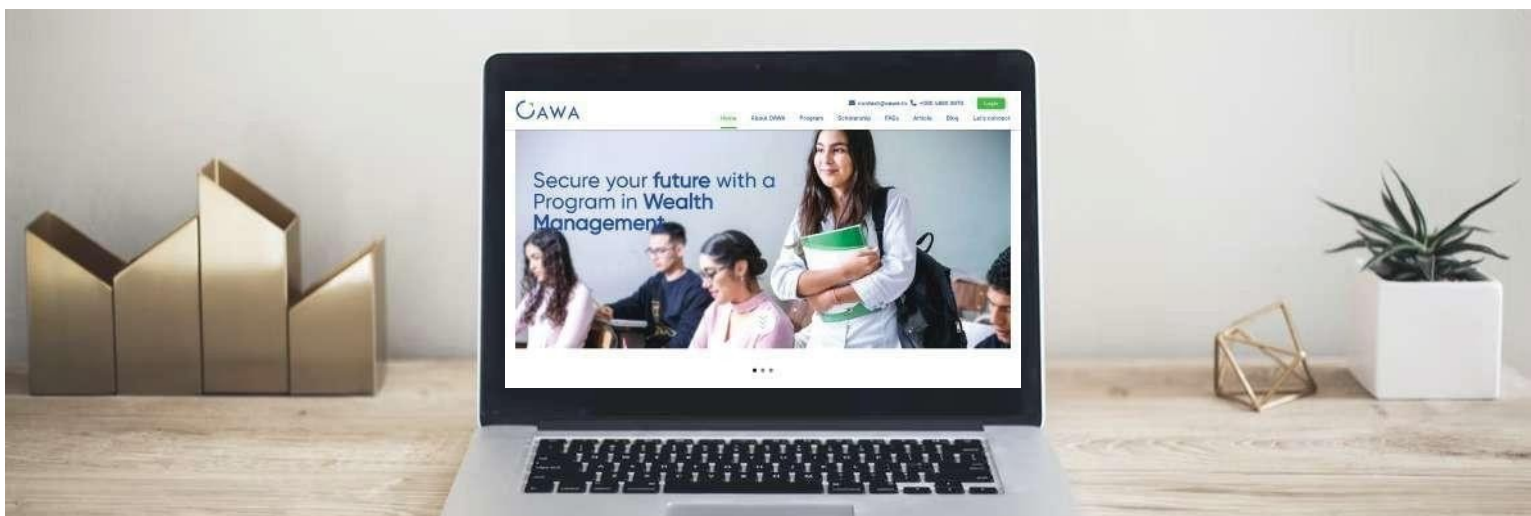 OAWA
Login
Home About OAWA Program Scholarship FAQs Article Blog Let's connect
Secure your future with a
Program in Wealth
Management